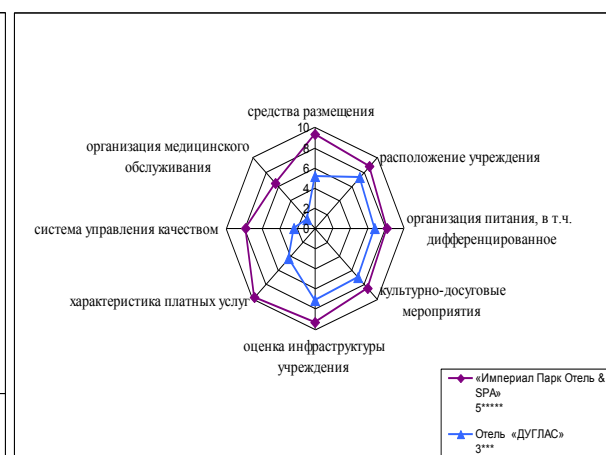 средства размещения
10
8
6
4
2
0
расположение учреждения
организация питания, в т.ч.
дифференцированное
культурно-досуговые
мероприятия
оценка инфраструктуры
учреждения
характеристика платных услуг
система управления качеством
организация медицинского
обслуживания
«Империал Парк Отель &
SPA»
5*****
Отель «ДУГЛАС»
3***